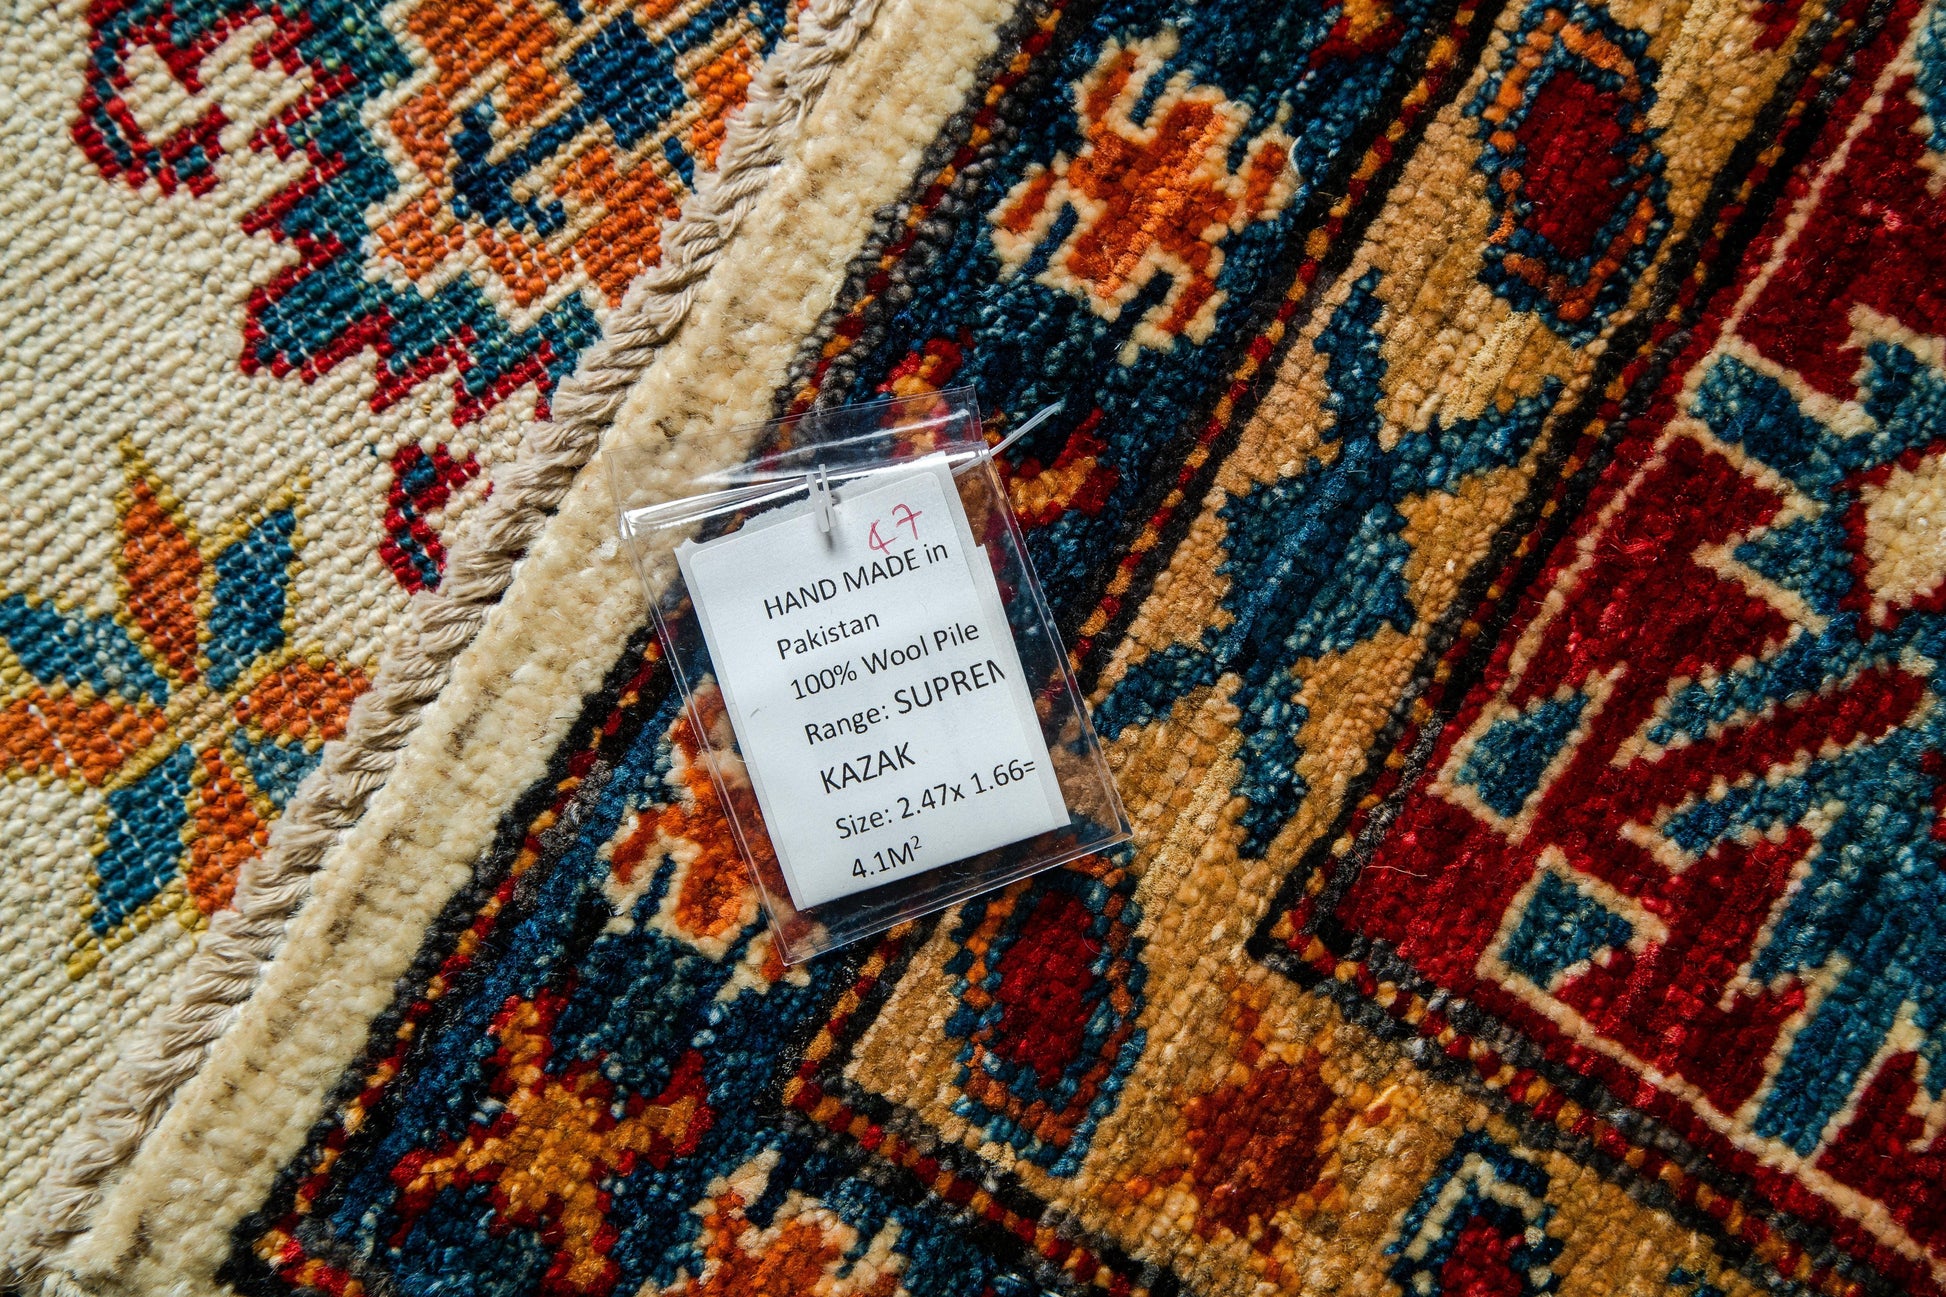 47
HAND MADE in
Pakistan
100% Wool Pile
Range: SUPREM
KAZAK
Size: 2.47x 1.66=
4.1M²